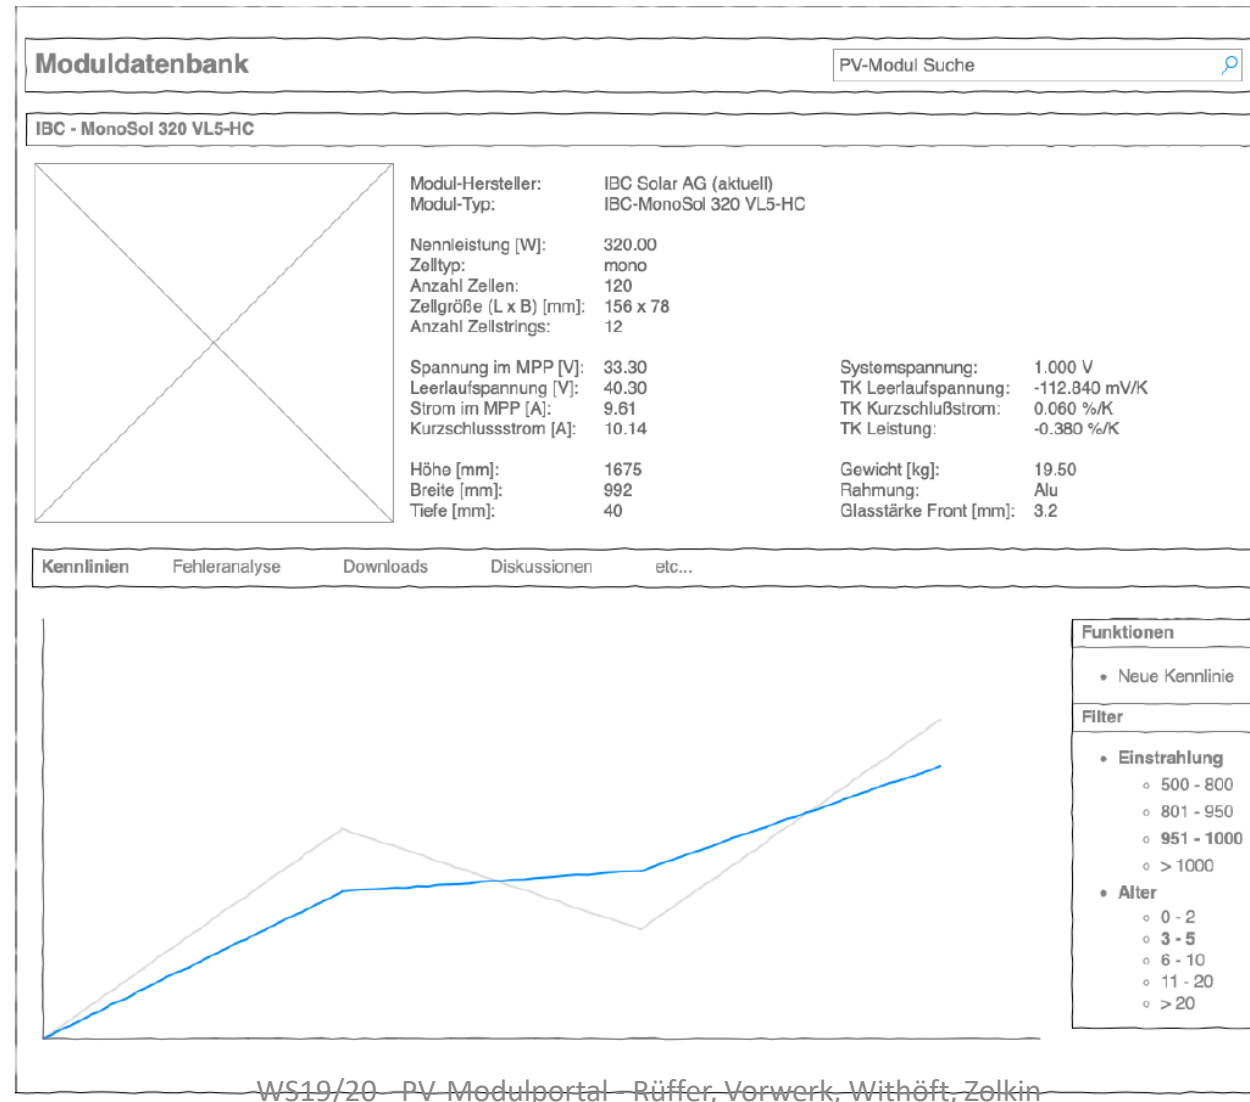 Moduldatenbank
PV-Modul Suche
IBC - MonoSol 320 VL5-HC
Modul-Hersteller: IBC Solar AG (aktuell)
Modul-Typ: IBC-MonoSol 320 VL5-HC
Nennleistung [W]: 320.00
Zelltyp: mono
Anzahl Zellen: 120
Zellgröße (L x B) [mm]: 156 x 78
Anzahl Zellstrings: 12
Spannung im MPP [V]: 33.30 Systemspannung: 1.000 V
Leerlaufspannung [V]: 40.30 TK Leerlaufspannung: -112.840 mV/K
Strom im MPP [A]: 9.61 TK Kurzschlußstrom: 0.060 %/K
Kurzschlussstrom [A]: 10.14 TK Leistung: -0.380 %/K
Höhe [mm]: 1675 Gewicht [kg]: 19.50
Breite [mm]: 992 Rahmung: Alu
Tiefe [mm]: 40 Glasstärke Front [mm]: 3.2
Kennlinien Fehleranalyse Downloads Diskussionen etc...
Funktionen
• Neue Kennlinie
Filter
• Einstrahlung
◦ 500 - 800
◦ 801 - 950
◦ 951 - 1000
◦ > 1000
• Alter
◦ 0 - 2
◦ 3 - 5
◦ 6 - 10
◦ 11 - 20
◦ > 20
WS19/20 - PV-Modulportal - Rüffer, Vorwerk, Withöft, Zolkin